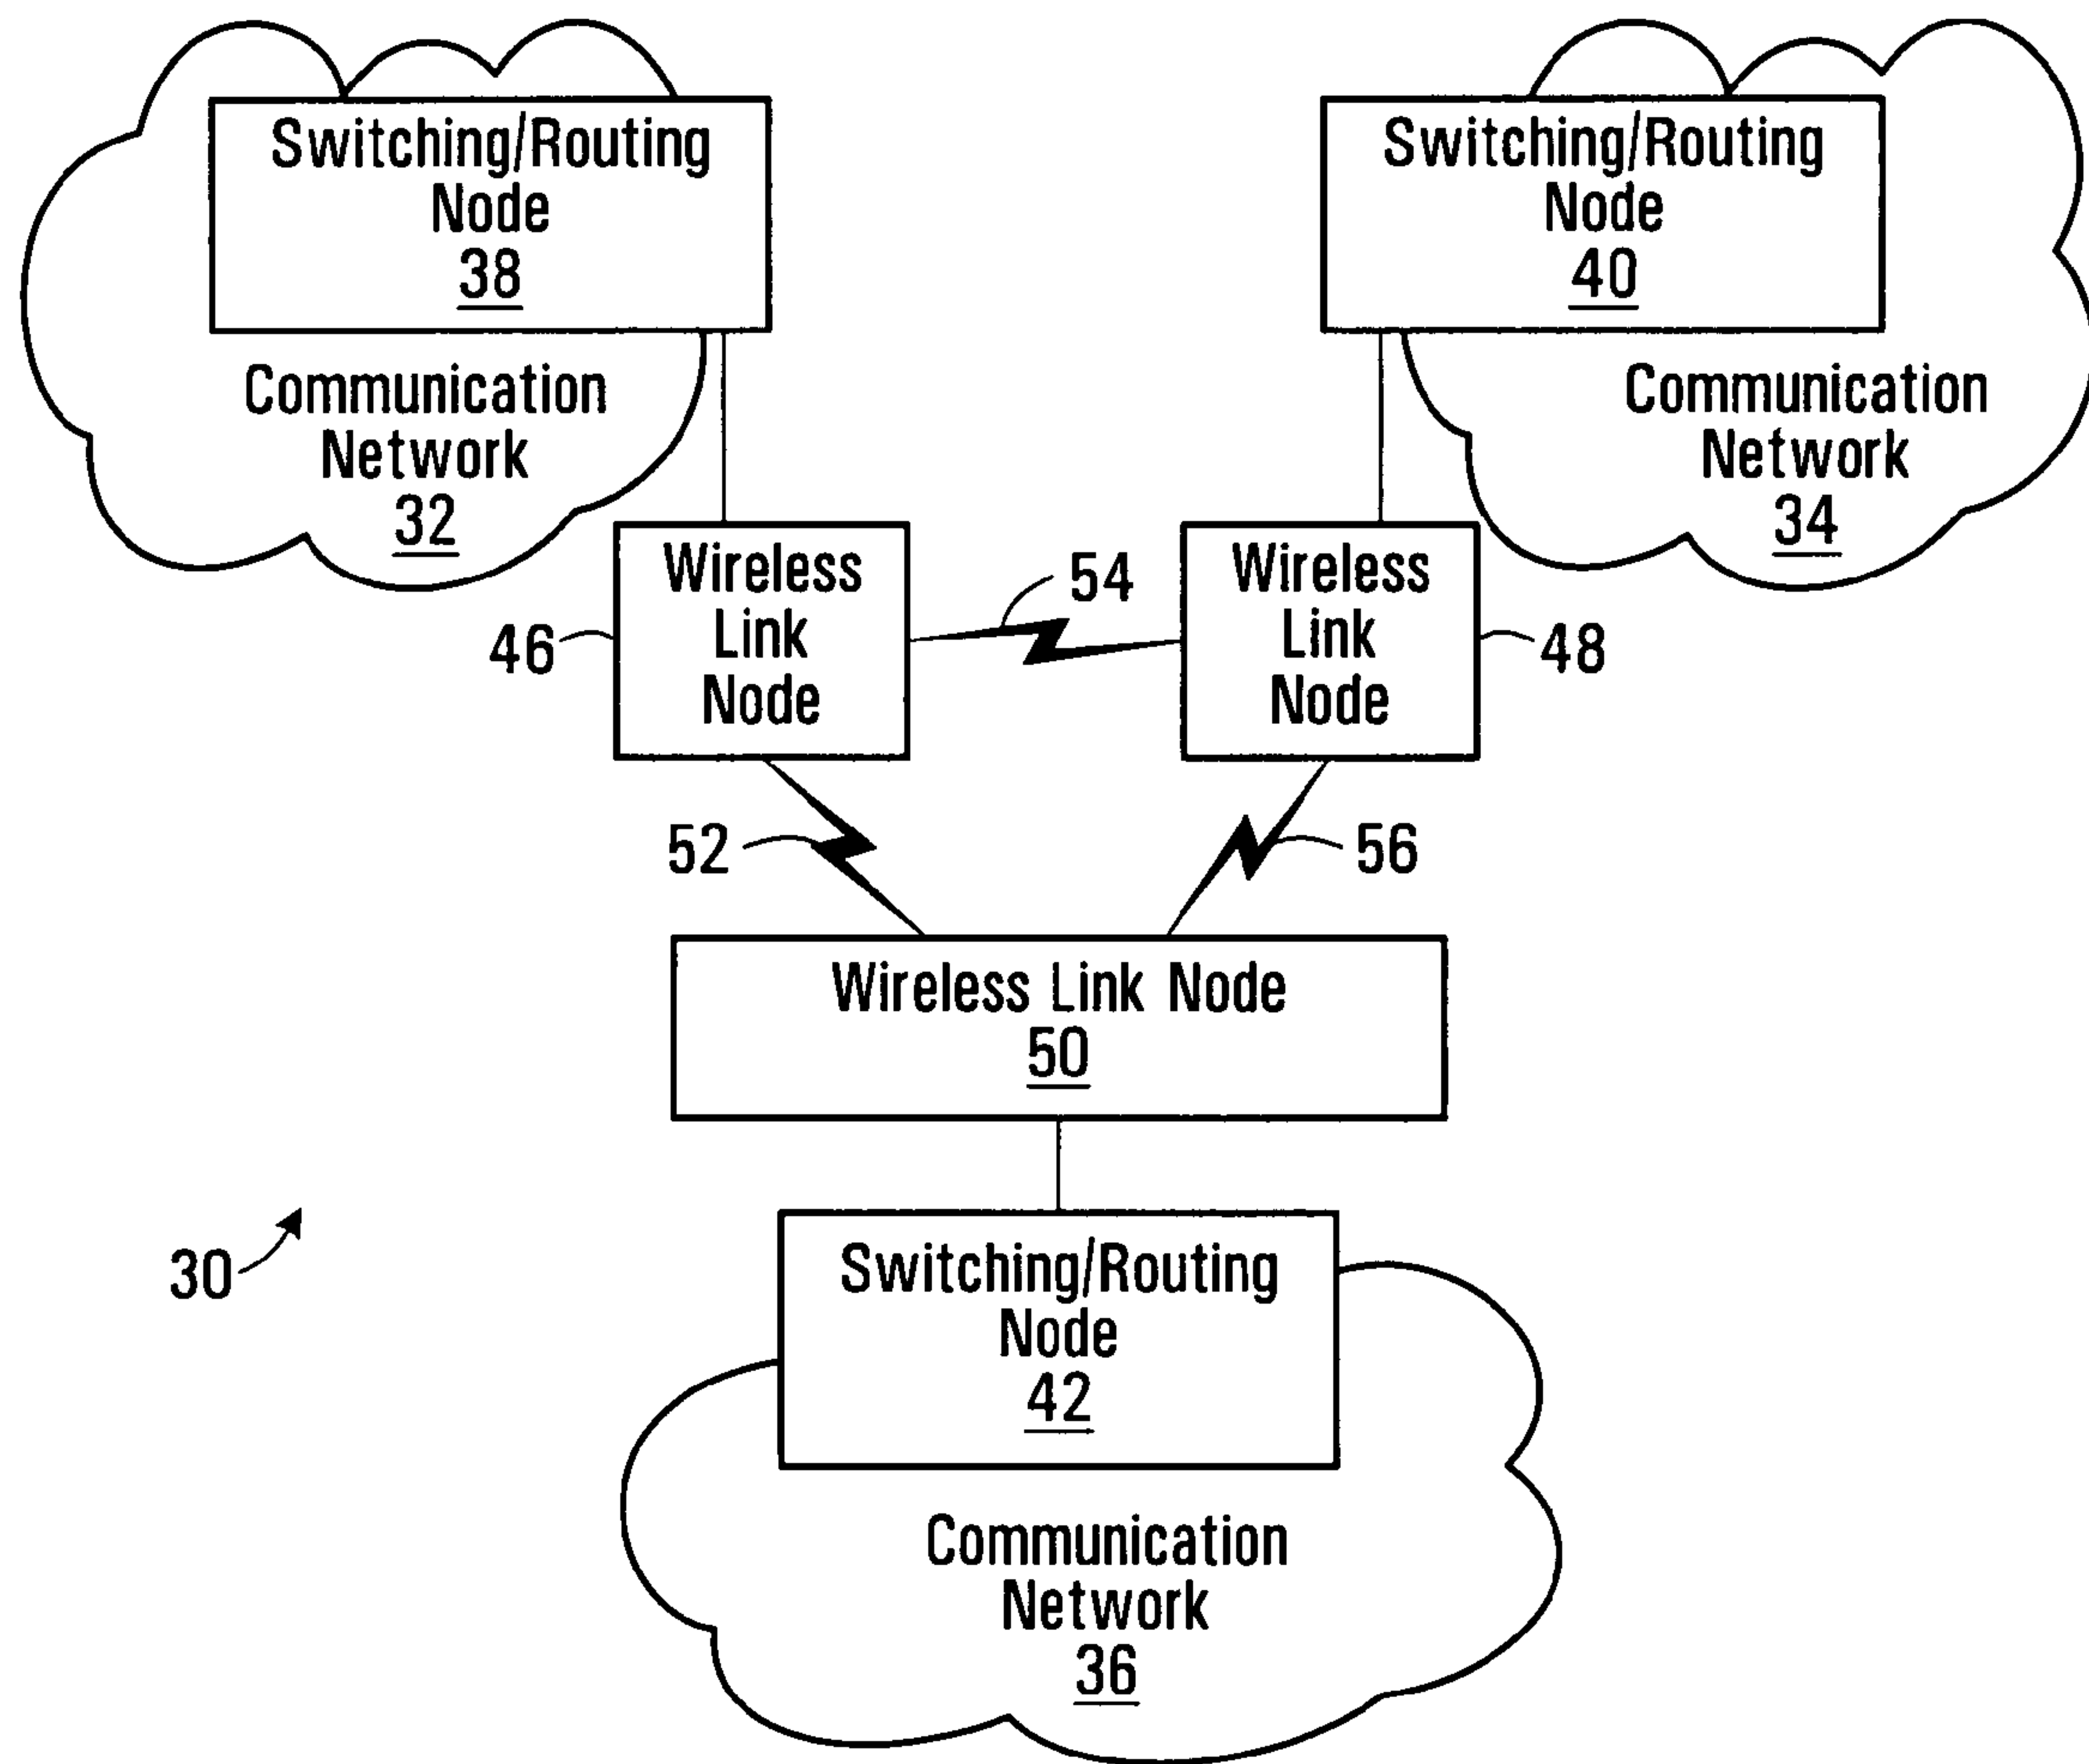 Switching/Routing
Node
38
Communication
Network
32
Switching/Routing
Node
40
Communication
Network
34
Wireless
Link
Node
46
54
Wireless
Link
Node
48
52
56
Wireless Link Node
50
30
Switching/Routing
Node
42
Communication
Network
36